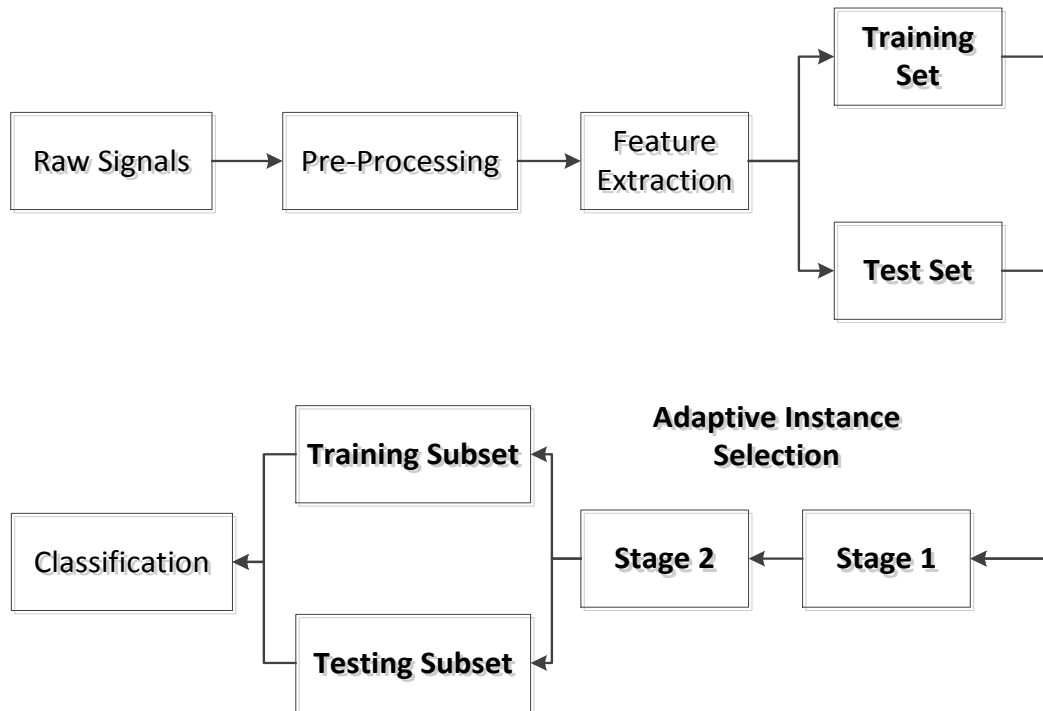 Raw Signals
Pre-Processing
Feature
Extraction
Training
Set
Test Set
Adaptive Instance
Selection
Stage 1
Stage 2
Training Subset
Testing Subset
Classification